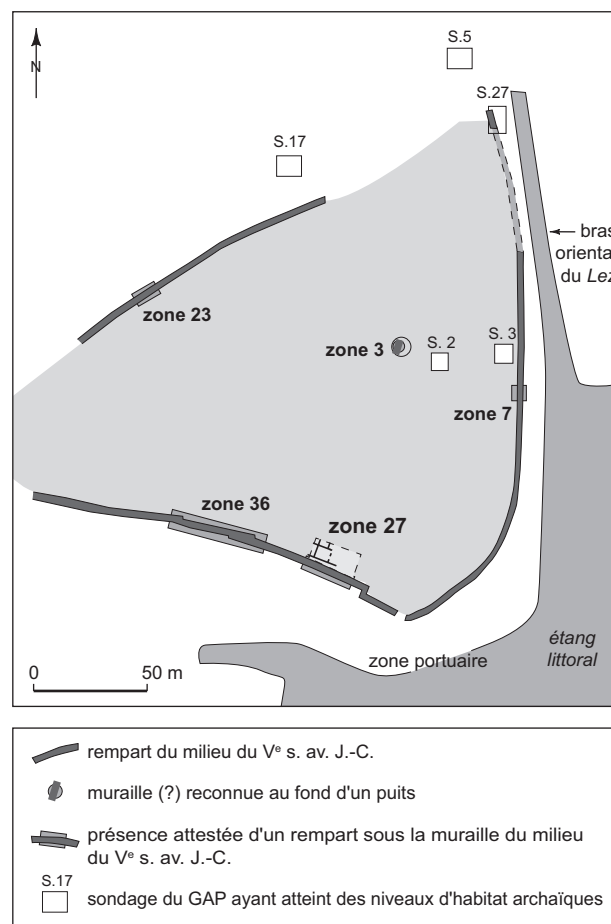 S.5
N
S.27
S.17
bras
orienta
du Lez
zone 23
zone 3
S. 2
S. 3
zone 7
zone 36
zone 27
étang
littoral
zone portuaire
0 50 m
rempart du milieu du Vᵉ s. av. J.-C.
muraille (?) reconnue au fond d'un puits
présence attestée d'un rempart sous la muraille du milieu
du Vᵉ s. av. J.-C.
S.17
sondage du GAP ayant atteint des niveaux d'habitat archaïques